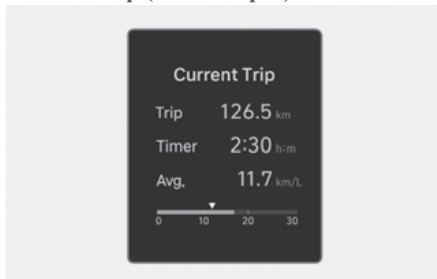 Current Trip
Trip 126.5 km
Timer 2:30 h:m
Avg. 11.7 km/L
0 10 20 30